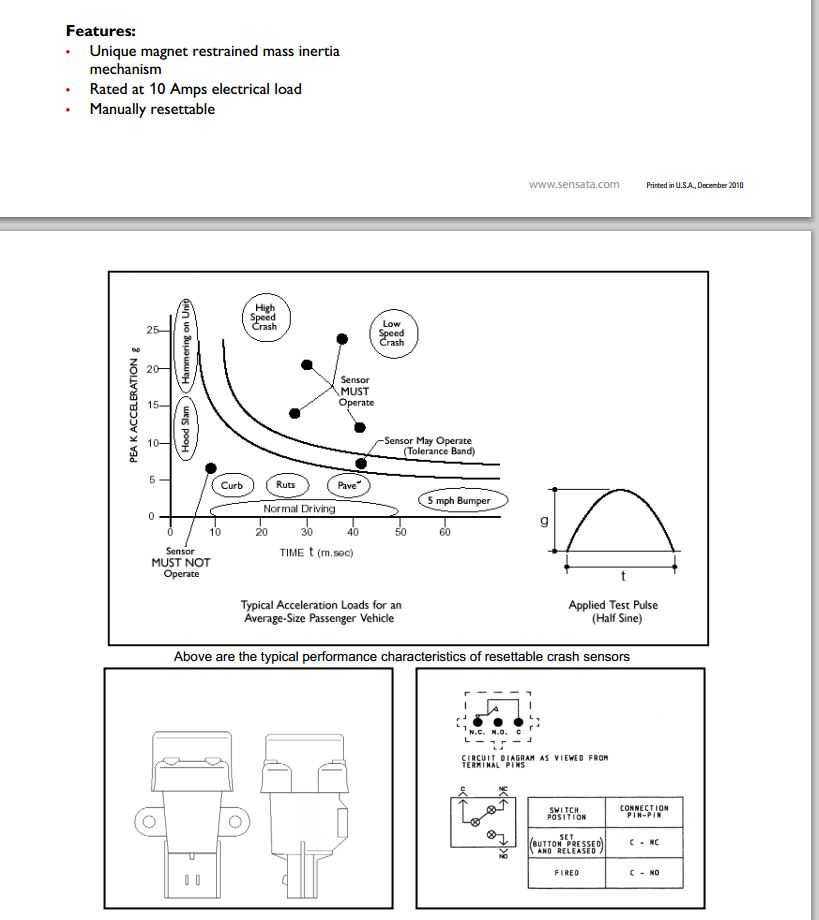 Features:
• Unique magnet restrained mass inertia
mechanism
• Rated at 10 Amps electrical load
• Manually resettable
www.sensata.com
Printed in U.S.A., December 2010
Hammering on Unit
Hood Slam
High
Speed
Crash
Low
Speed
Crash
PEA K ACCELERATION g
25
20
15
10
5
0
Sensor
MUST
Operate
Sensor May Operate
(Tolerance Band)
Curb
Ruts
Pave´
5 mph Bumper
Normal Driving
0 10 20 30 40 50 60
TIME t (m.sec)
Sensor
MUST NOT
Operate
g
t
Typical Acceleration Loads for an
Average-Size Passenger Vehicle
Applied Test Pulse
(Half Sine)
Above are the typical performance characteristics of resettable crash sensors
N.C. N.O. C
CIRCUIT DIAGRAM AS VIEWED FROM
TERMINAL PINS
C NC
NO
SWITCH
POSITION
CONNECTION
PIN-PIN
SET
(BUTTON PRESSED
AND RELEASED)
C - NC
FIRED
C - NO